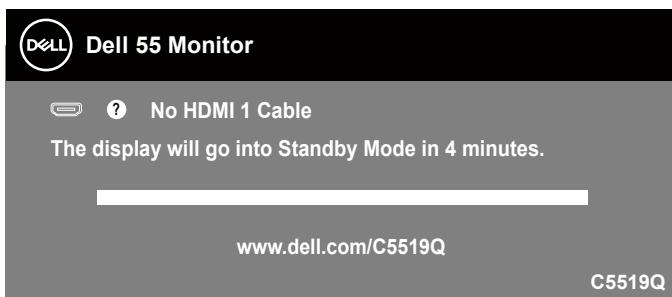 DELL Dell 55 Monitor
? No HDMI 1 Cable
The display will go into Standby Mode in 4 minutes.
www.dell.com/C5519Q
C5519Q